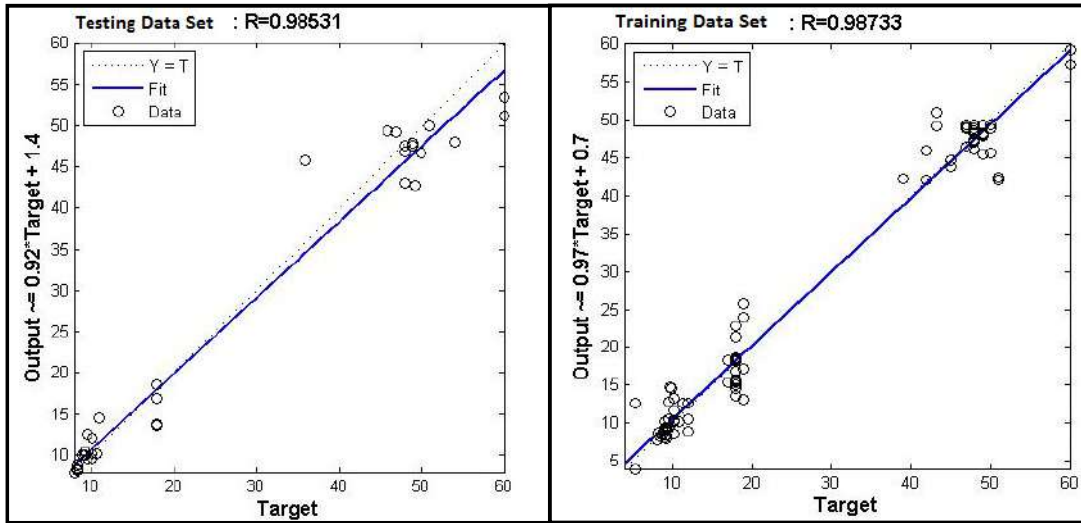 Testing Data Set : R=0.98531
60
55
50
45
40
35
30
25
20
15
10
Y = T
Fit
Data
Output ~= 0.92*Target + 1.4
10 20 30 40 50 60
Target
Training Data Set : R=0.98733
60
55
50
45
40
35
30
25
20
15
10
5
Y = T
Fit
Data
Output ~= 0.97*Target + 0.7
10 20 30 40 50 60
Target